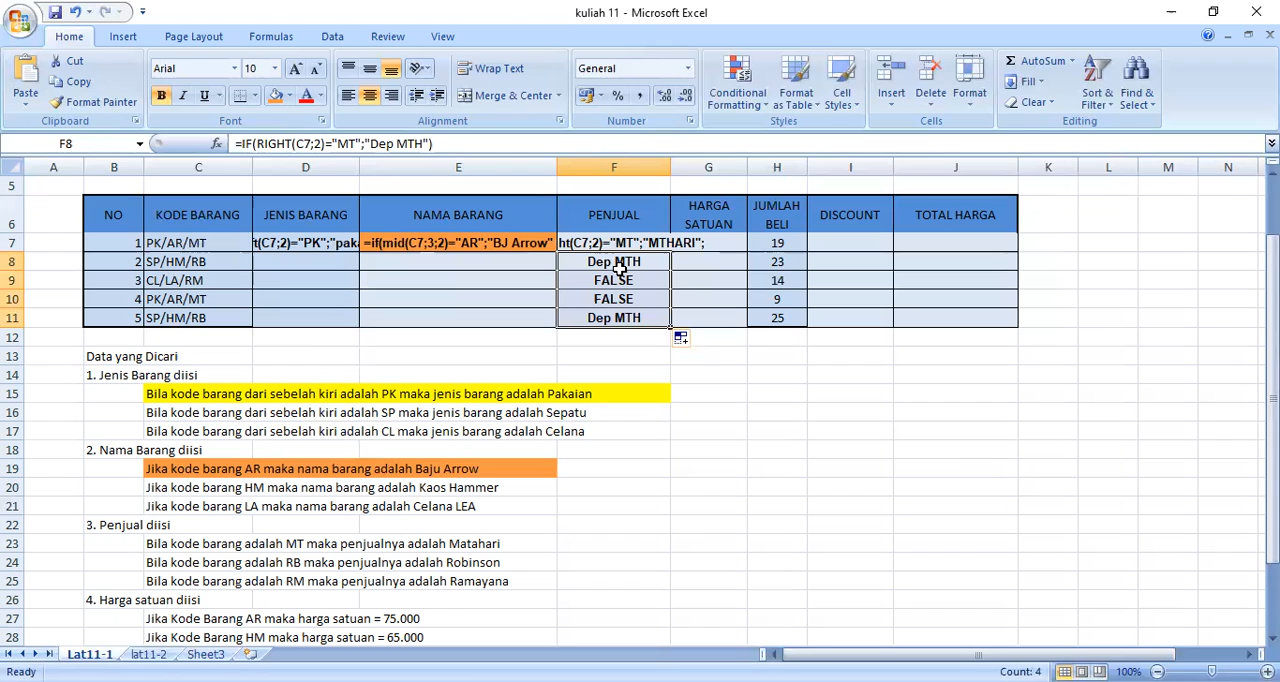 kuliah 11 - Microsoft Excel
Home Insert Page Layout Formulas Data Review View
Paste Cut Arial 10 A A Wrap Text General Conditional Formatting Format as Table Cell Styles Insert Delete Format AutoSum Sort & Filter Find & Select
Copy Fill
Format Painter B I U A Merge & Center % , Clear
Clipboard Font Alignment Number Styles Cells Editing
F8 fx =IF(RIGHT(C7;2)="MT";"Dep MTH")
A B C D E F G H I J K L M N
5
6 NO KODE BARANG JENIS BARANG NAMA BARANG PENJUAL HARGA SATUAN JUMLAH BELI DISCOUNT TOTAL HARGA
7 1 PK/AR/MT t(C7;2)="PK";"paka =if(mid(C7;3;2)="AR";"BJ Arrow" ht(C7;2)="MT";"MTHARI"; 19
8 2 SP/HM/RB Dep MTH 23
9 3 CL/LA/RM FALSE 14
10 4 PK/AR/MT FALSE 9
11 5 SP/HM/RB Dep MTH 25
12
13 Data yang Dicari
14 1. Jenis Barang diisi
15 Bila kode barang dari sebelah kiri adalah PK maka jenis barang adalah Pakaian
16 Bila kode barang dari sebelah kiri adalah SP maka jenis barang adalah Sepatu
17 Bila kode barang dari sebelah kiri adalah CL maka jenis barang adalah Celana
18 2. Nama Barang diisi
19 Jika kode barang AR maka nama barang adalah Baju Arrow
20 Jika kode barang HM maka nama barang adalah Kaos Hammer
21 Jika kode barang LA maka nama barang adalah Celana LEA
22 3. Penjual diisi
23 Bila kode barang adalah MT maka penjualnya adalah Matahari
24 Bila kode barang adalah RB maka penjualnya adalah Robinson
25 Bila kode barang adalah RM maka penjualnya adalah Ramayana
26 4. Harga satuan diisi
27 Jika Kode Barang AR maka harga satuan = 75.000
28 Jika Kode Barang HM maka harga satuan = 65.000
Lat11-1 lat11-2 Sheet3
Ready Count: 4 100%